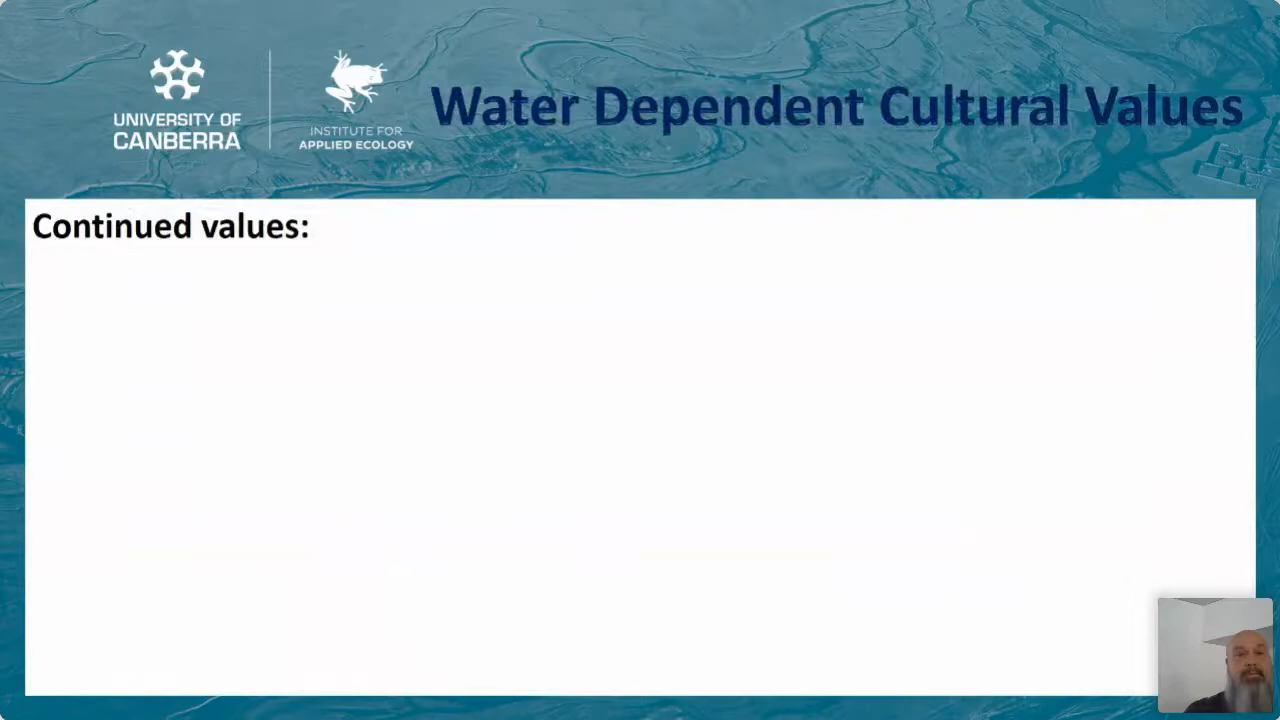 UNIVERSITY OF
CANBERRA
INSTITUTE FOR
APPLIED ECOLOGY
Water Dependent Cultural Values
Continued values: